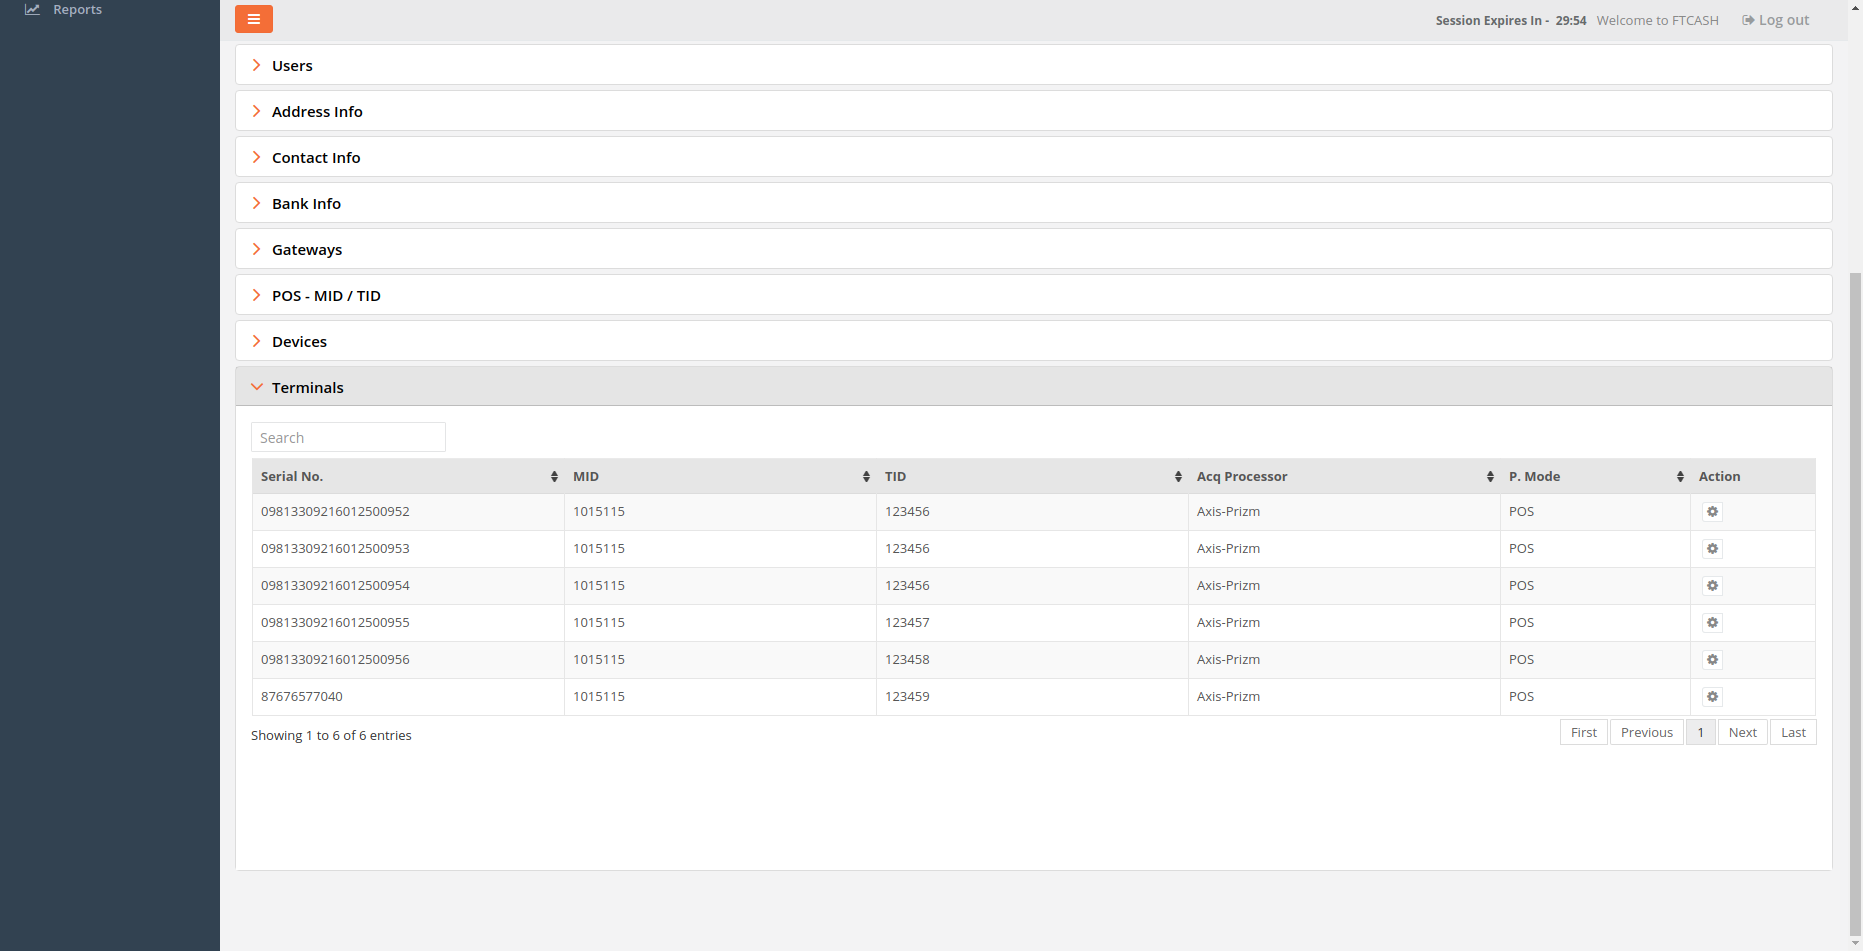 Reports
Session Expires In - 29:54 Welcome to FTCASH Log out
Users
Address Info
Contact Info
Bank Info
Gateways
POS - MID / TID
Devices
Terminals
Search
Serial No. MID TID Acq Processor P. Mode Action
09813309216012500952 1015115 123456 Axis-Prizm POS
09813309216012500953 1015115 123456 Axis-Prizm POS
09813309216012500954 1015115 123456 Axis-Prizm POS
09813309216012500955 1015115 123457 Axis-Prizm POS
09813309216012500956 1015115 123458 Axis-Prizm POS
87676577040 1015115 123459 Axis-Prizm POS
Showing 1 to 6 of 6 entries First Previous 1 Next Last